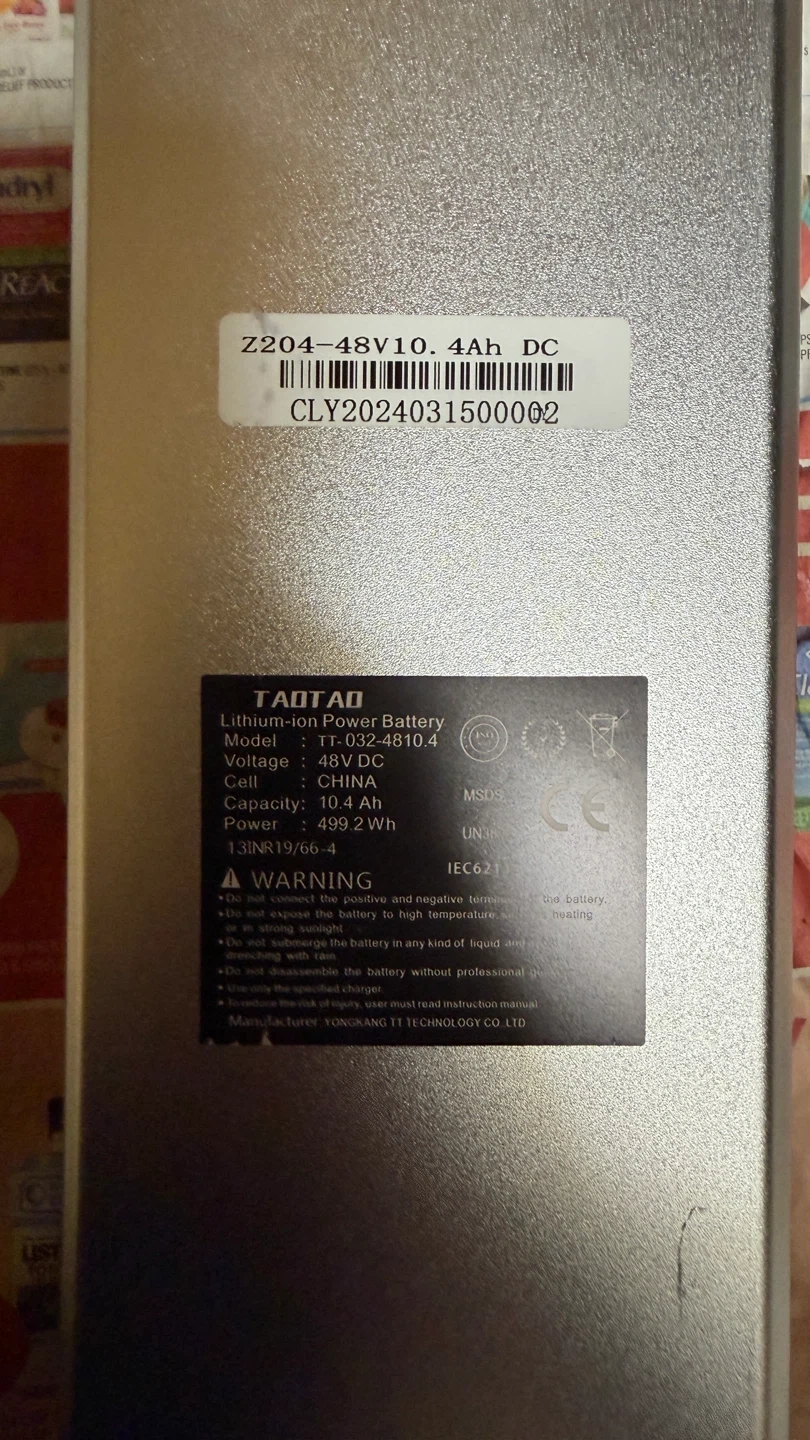 Z204-48V10.4Ah DC
CLY2024031500002
TAOTAO
Lithium-ion Power Battery
Model : TT-032-4810.4
Voltage : 48V DC
Cell : CHINA
Capacity: 10.4 Ah
Power : 499.2 Wh
13INR19/66-4
ISO
MSDS
CE
WARNING
•Do not connect the positive and negative the battery.
•Do not expose the battery to high temperature heating
or in strong sunlight
•Do not submerge the battery in any kind of liquid
drenching with rain
•Do not disassemble the battery without professional
•Use only the specified charger
•To reduce the risk of injury, user must read instruction manual
Manufacturer YONGKANG TT TECHNOLOGY CO.,LTD
REAC
LIST